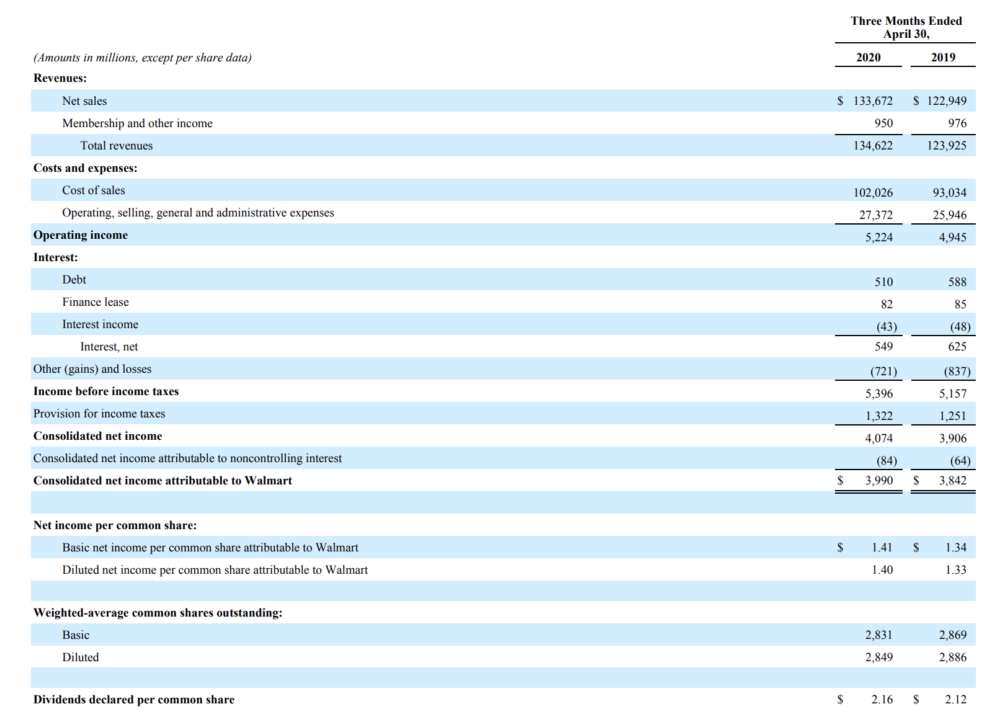 Three Months Ended
April 30,
(Amounts in millions, except per share data) 2020 2019
Revenues:
Net sales $ 133,672 $ 122,949
Membership and other income 950 976
Total revenues 134,622 123,925
Costs and expenses:
Cost of sales 102,026 93,034
Operating, selling, general and administrative expenses 27,372 25,946
Operating income 5,224 4,945
Interest:
Debt 510 588
Finance lease 82 85
Interest income (43) (48)
Interest, net 549 625
Other (gains) and losses (721) (837)
Income before income taxes 5,396 5,157
Provision for income taxes 1,322 1,251
Consolidated net income 4,074 3,906
Consolidated net income attributable to noncontrolling interest (84) (64)
Consolidated net income attributable to Walmart $ 3,990 $ 3,842
Net income per common share:
Basic net income per common share attributable to Walmart $ 1.41 $ 1.34
Diluted net income per common share attributable to Walmart 1.40 1.33
Weighted-average common shares outstanding:
Basic 2,831 2,869
Diluted 2,849 2,886
Dividends declared per common share $ 2.16 $ 2.12